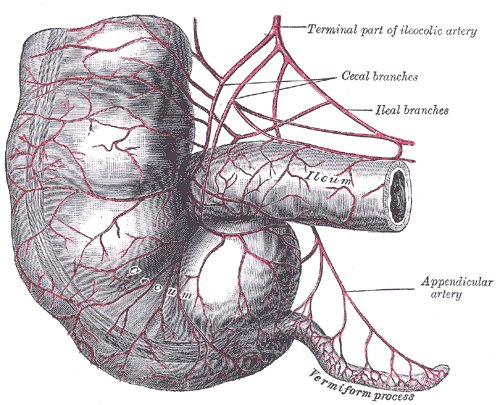 Terminal part of ileocolic artery
Cecal branches
Ileal branches
Ileum
Cecum
Appendicular
artery
Vermiform process